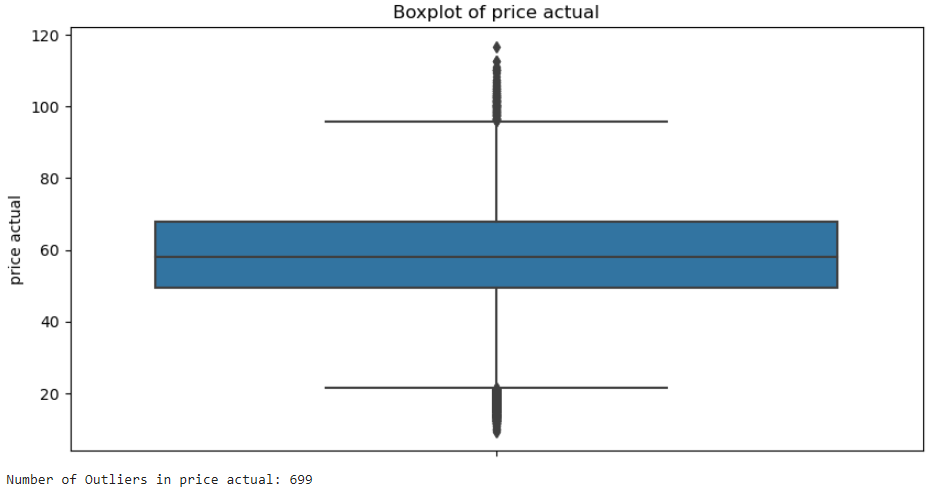 Boxplot of price actual
120
100
80
60
40
20
price actual
Number of Outliers in price actual: 699